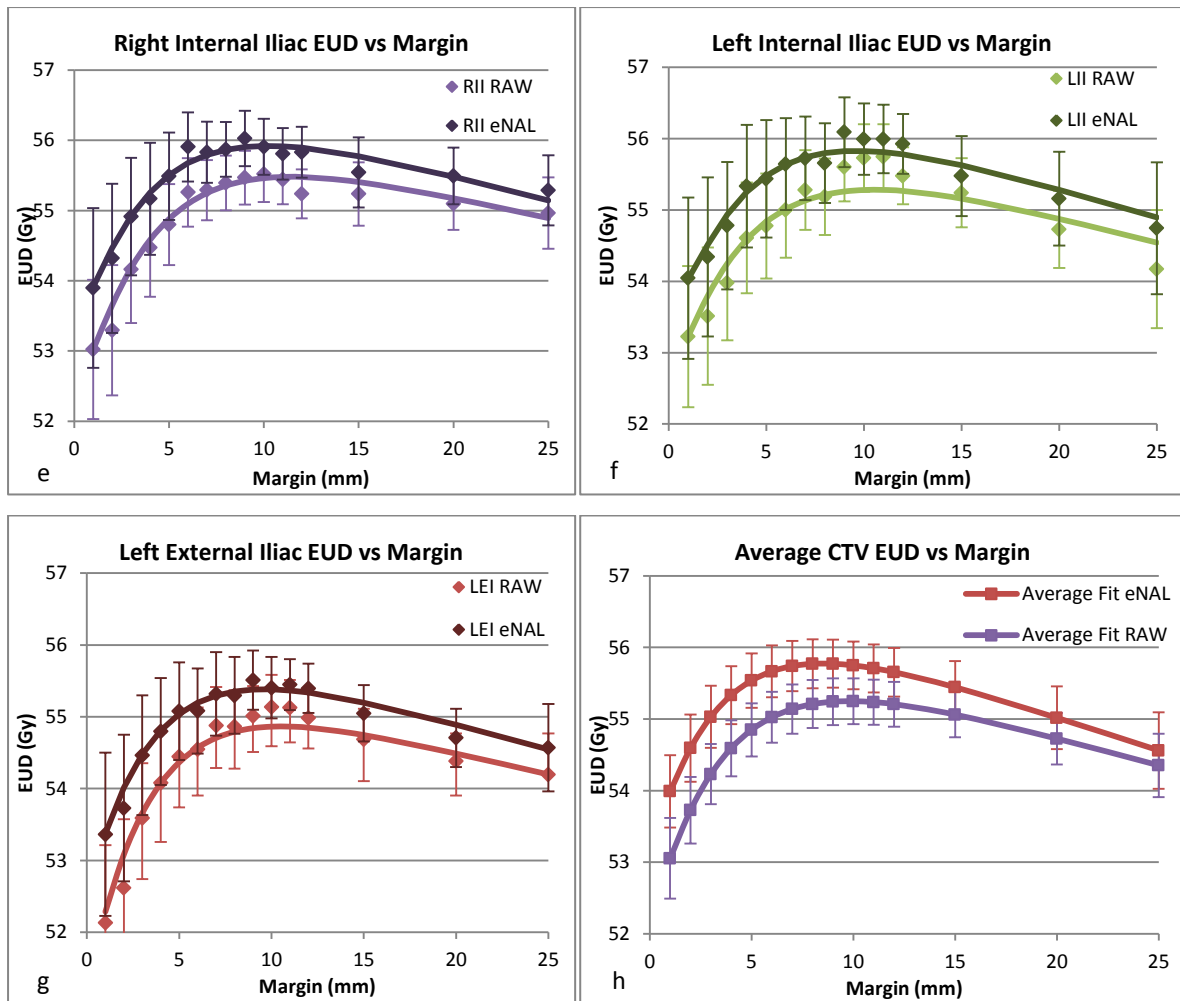 Right Internal Iliac EUD vs Margin
RII RAW
RII eNAL
57
56
55
54
53
52
EUD (Gy)
0 5 10 15 20 25
Margin (mm)
e
Left Internal Iliac EUD vs Margin
LII RAW
LII eNAL
57
56
55
54
53
52
EUD (Gy)
0 5 10 15 20 25
Margin (mm)
f
Left External Iliac EUD vs Margin
LEI RAW
LEI eNAL
57
56
55
54
53
52
EUD (Gy)
0 5 10 15 20 25
Margin (mm)
g
Average CTV EUD vs Margin
Average Fit eNAL
Average Fit RAW
57
56
55
54
53
52
EUD (Gy)
0 5 10 15 20 25
Margin (mm)
h